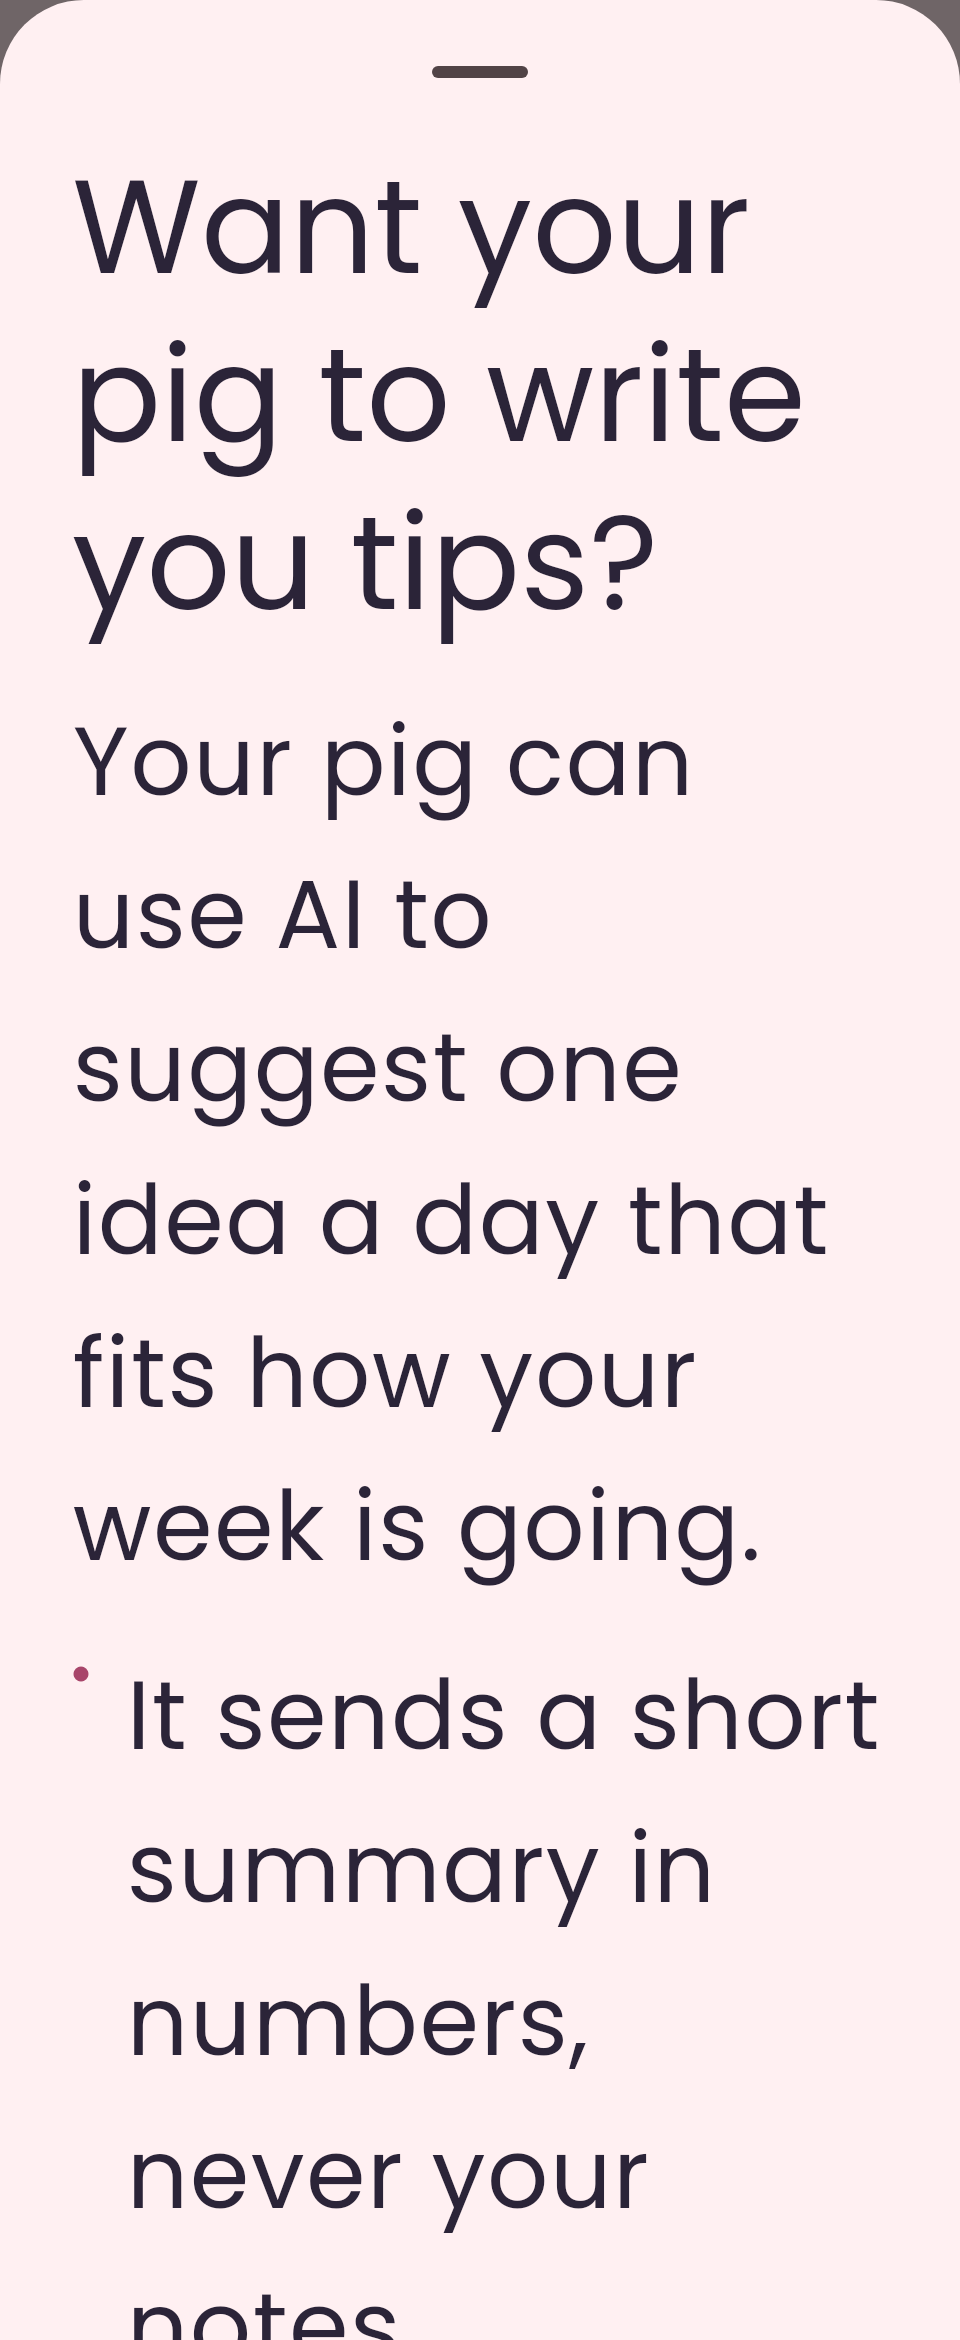 Want your
pig to write
you tips?
Your pig can
use AI to
suggest one
idea a day that
fits how your
week is going.
It sends a short
summary in
numbers,
never your
notes